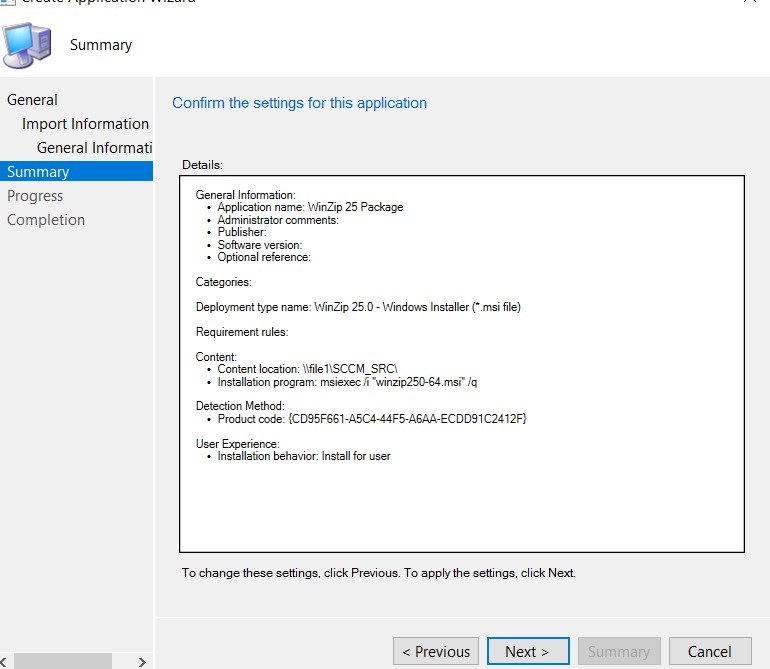 Create Application Wizard
Summary
General
Import Information
General Informati
Summary
Progress
Completion
Confirm the settings for this application
Details:
General Information:
• Application name: WinZip 25 Package
• Administrator comments:
• Publisher:
• Software version:
• Optional reference:
Categories:
Deployment type name: WinZip 25.0 - Windows Installer (*.msi file)
Requirement rules:
Content:
• Content location: \\file1\SCCM_SRC\
• Installation program: msiexec /i "winzip250-64.msi" /q
Detection Method:
• Product code: {CD95F661-A5C4-44F5-A6AA-ECDD91C2412F}
User Experience:
• Installation behavior: Install for user
To change these settings, click Previous. To apply the settings, click Next.
< Previous
Next >
Summary
Cancel